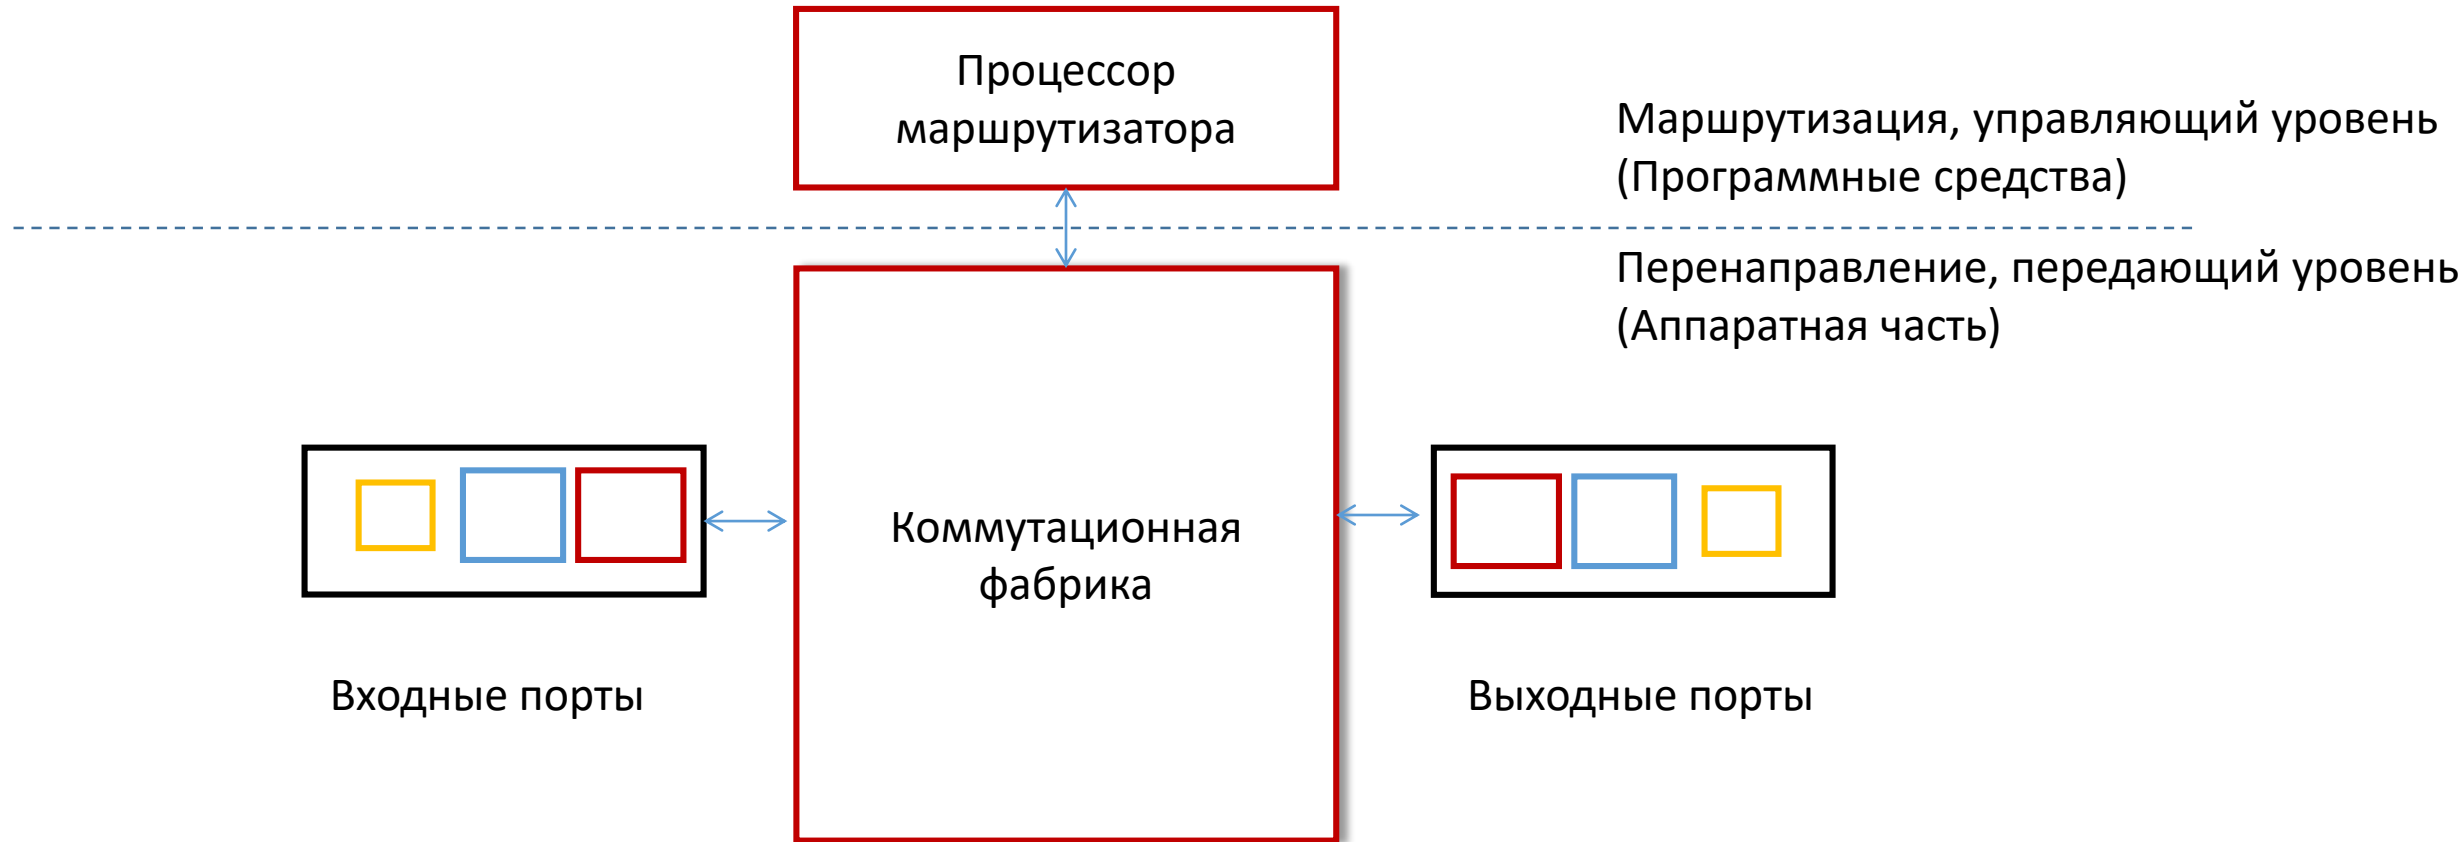 Процессор
маршрутизатора
Маршрутизация, управляющий уровень
(Программные средства)
Перенаправление, передающий уровень
(Аппаратная часть)
Коммутационная
фабрика
Входные порты
Выходные порты